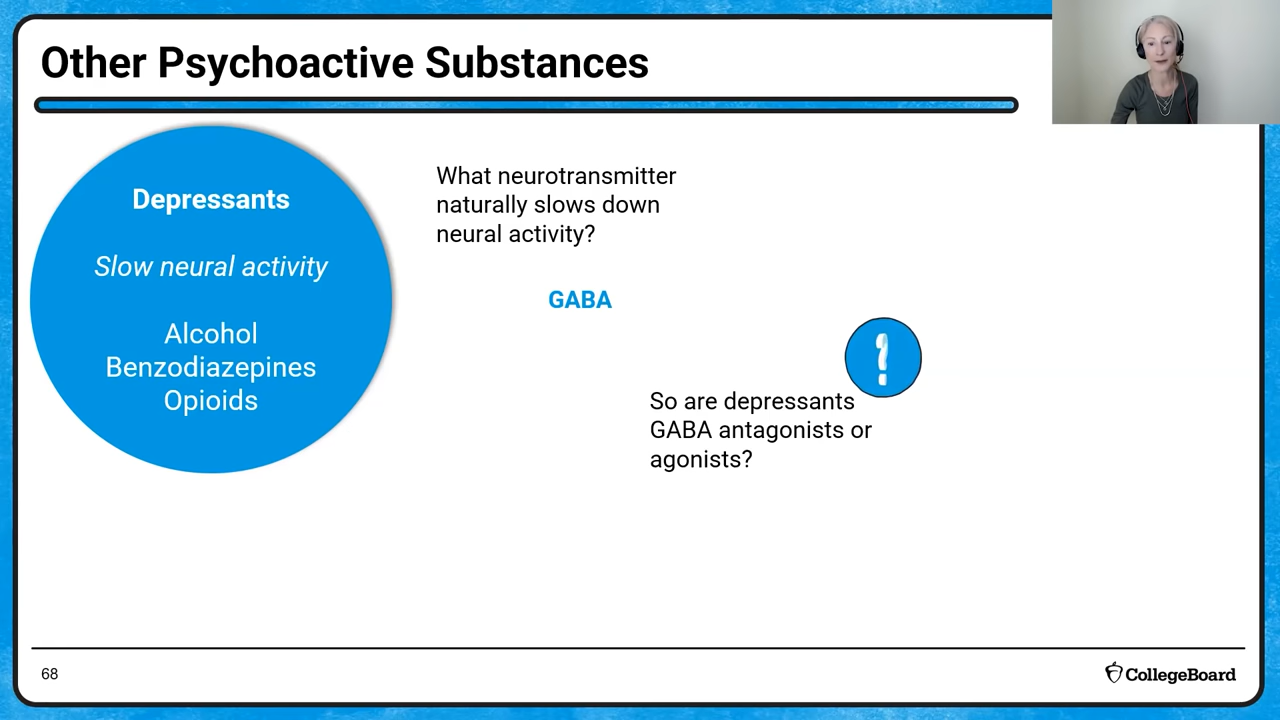 Other Psychoactive Substances
Depressants
Slow neural activity
Alcohol
Benzodiazepines
Opioids
What neurotransmitter
naturally slows down
neural activity?
GABA
?
So are depressants
GABA antagonists or
agonists?
68
CollegeBoard